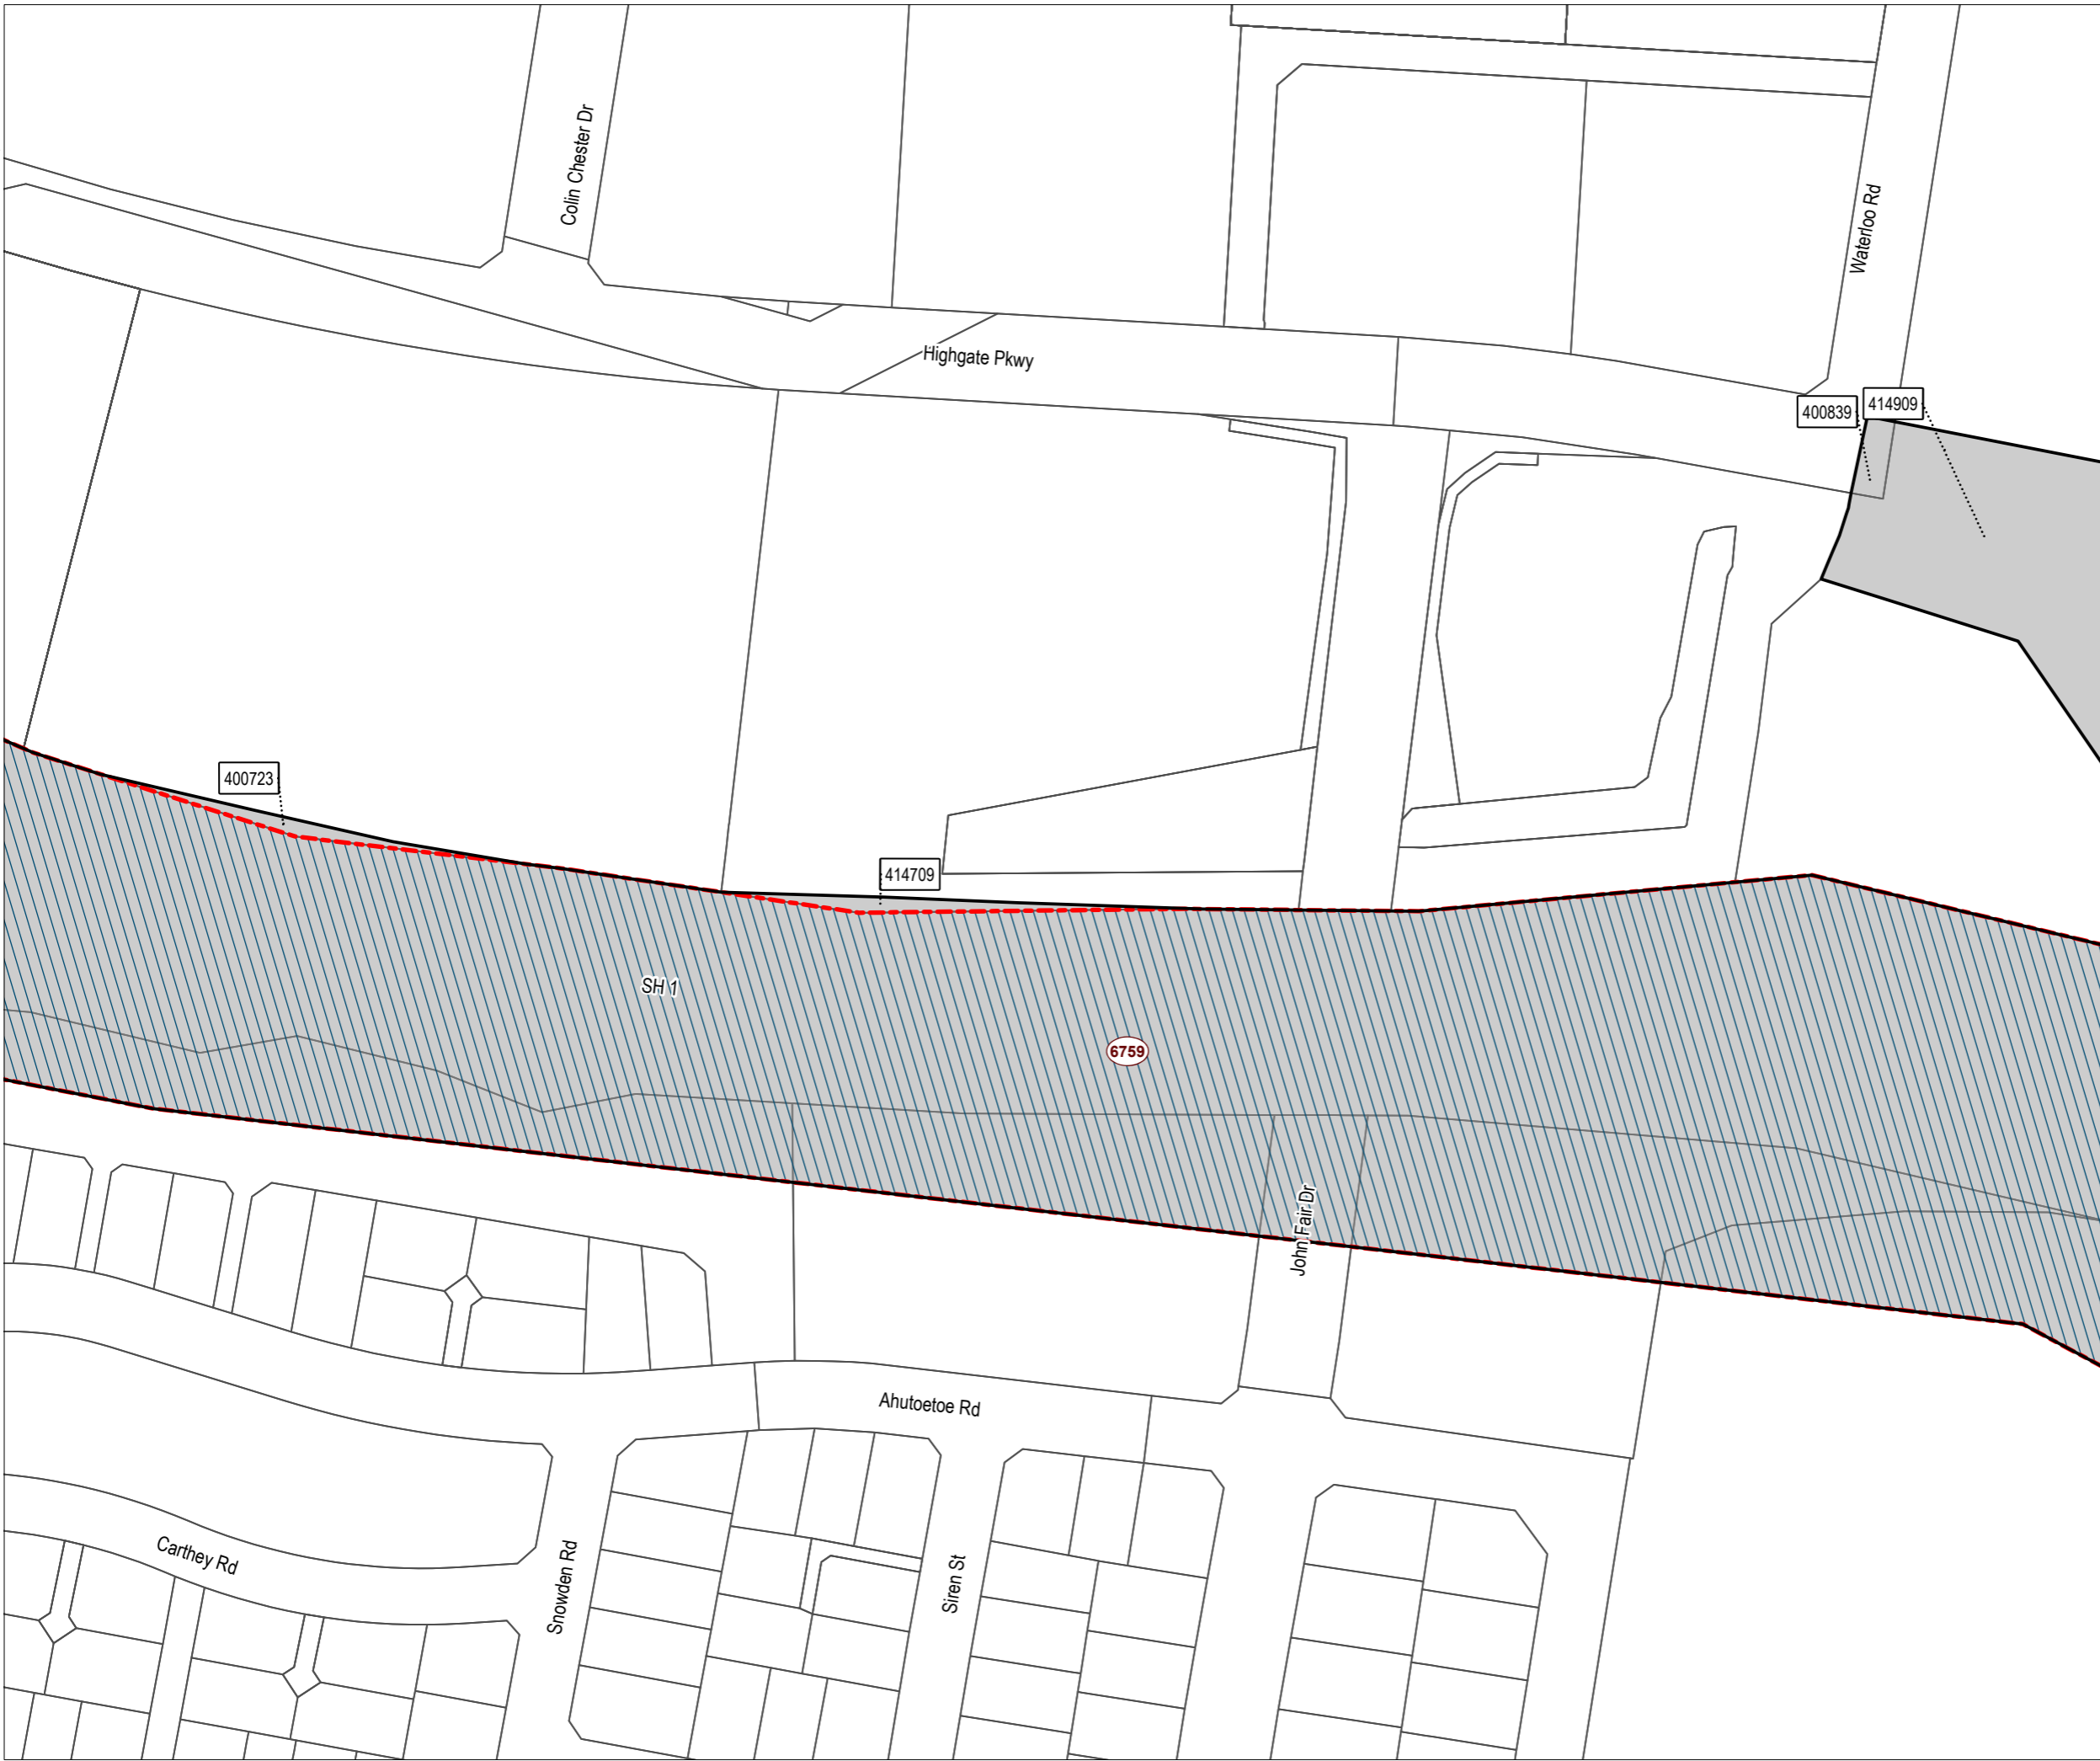 Colin Chester Dr
Waterloo Rd
Highgate Pkwy
400839
414909
400723
414709
SH 1
6759
John Fair Dr
Ahutoetoe Rd
Carthey Rd
Snowden Rd
Siren St